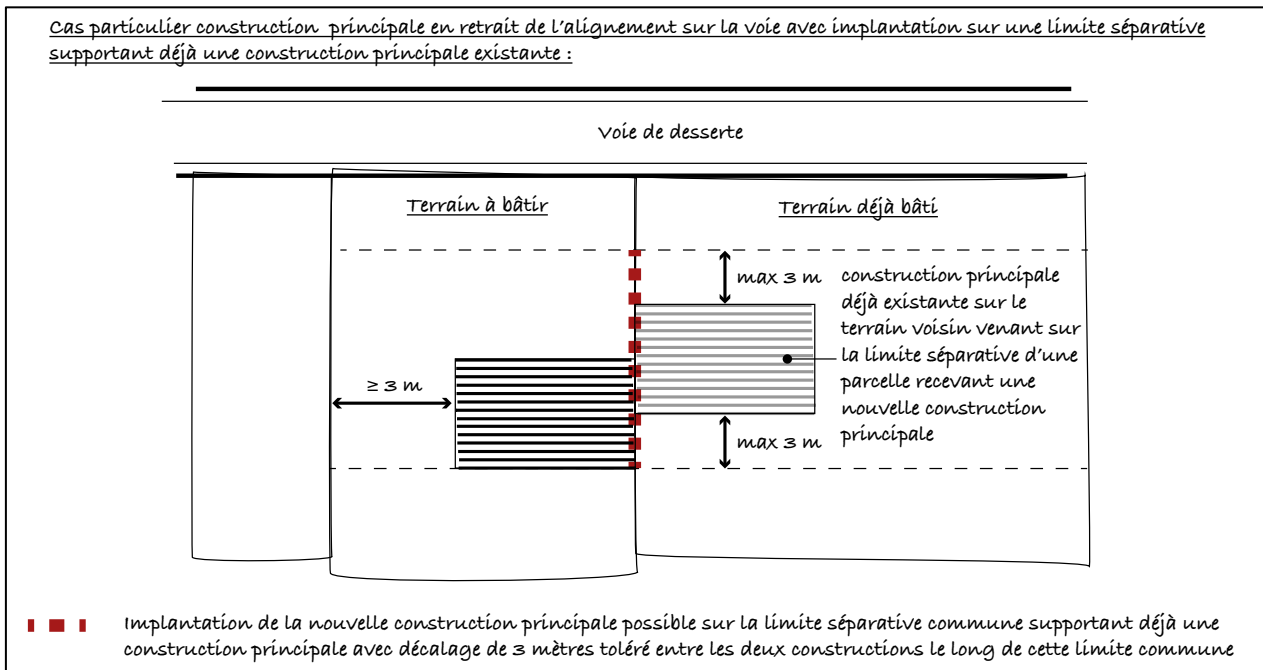 Cas particulier construction principale en retrait de l'alignement sur la voie avec implantation sur une limite séparative
supportant déjà une construction principale existante :
Voie de desserte
Terrain à bâtir
Terrain déjà bâti
max 3 m
construction principale
déjà existante sur le
terrain voisin venant sur
la limite séparative d'une
parcelle recevant une
nouvelle construction
principale
≥ 3 m
max 3 m
Implantation de la nouvelle construction principale possible sur la limite séparative commune supportant déjà une
construction principale avec décalage de 3 mètres toléré entre les deux constructions le long de cette limite commune